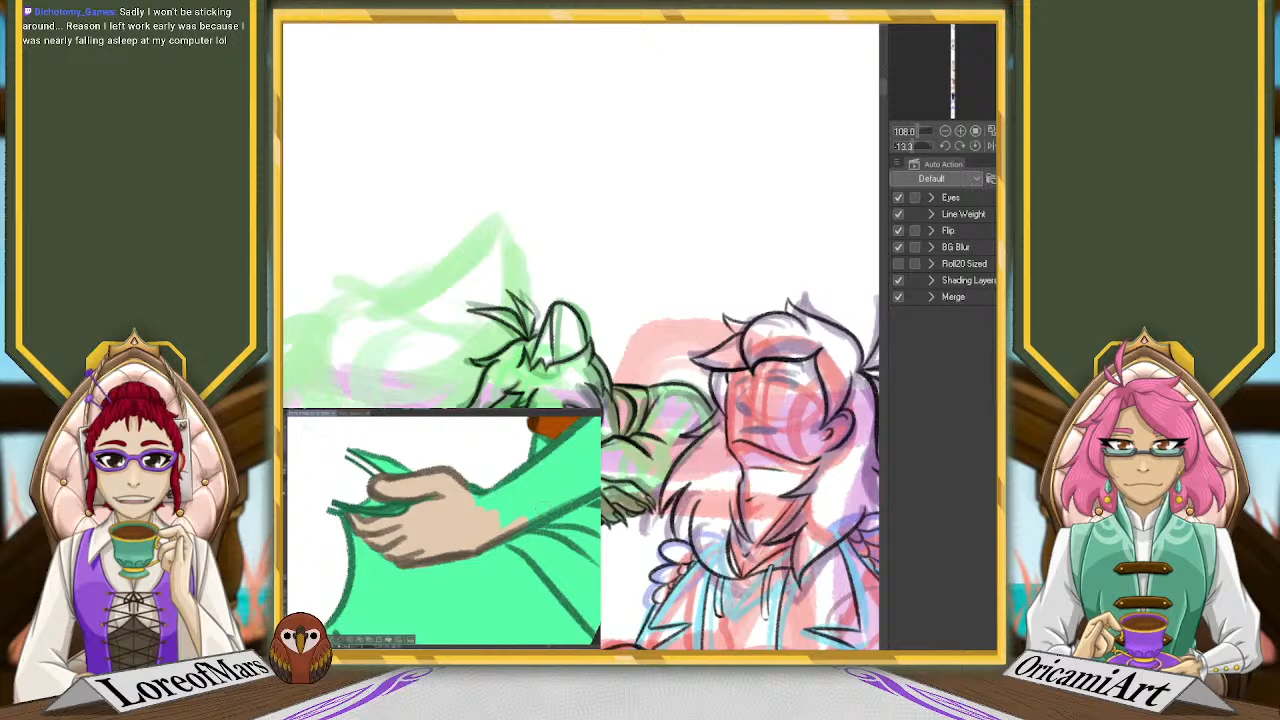 Dichotomy_Games: Sadly I won't be sticking
around... Reason I left work early was because I
was nearly falling asleep at my computer lol
108.0
-13.3
Auto Action
Default
Eyes
Line Weight
Flip
BG Blur
Roll20 Sized
Shading Layers
Merge
LoreofMars
OricamiArt